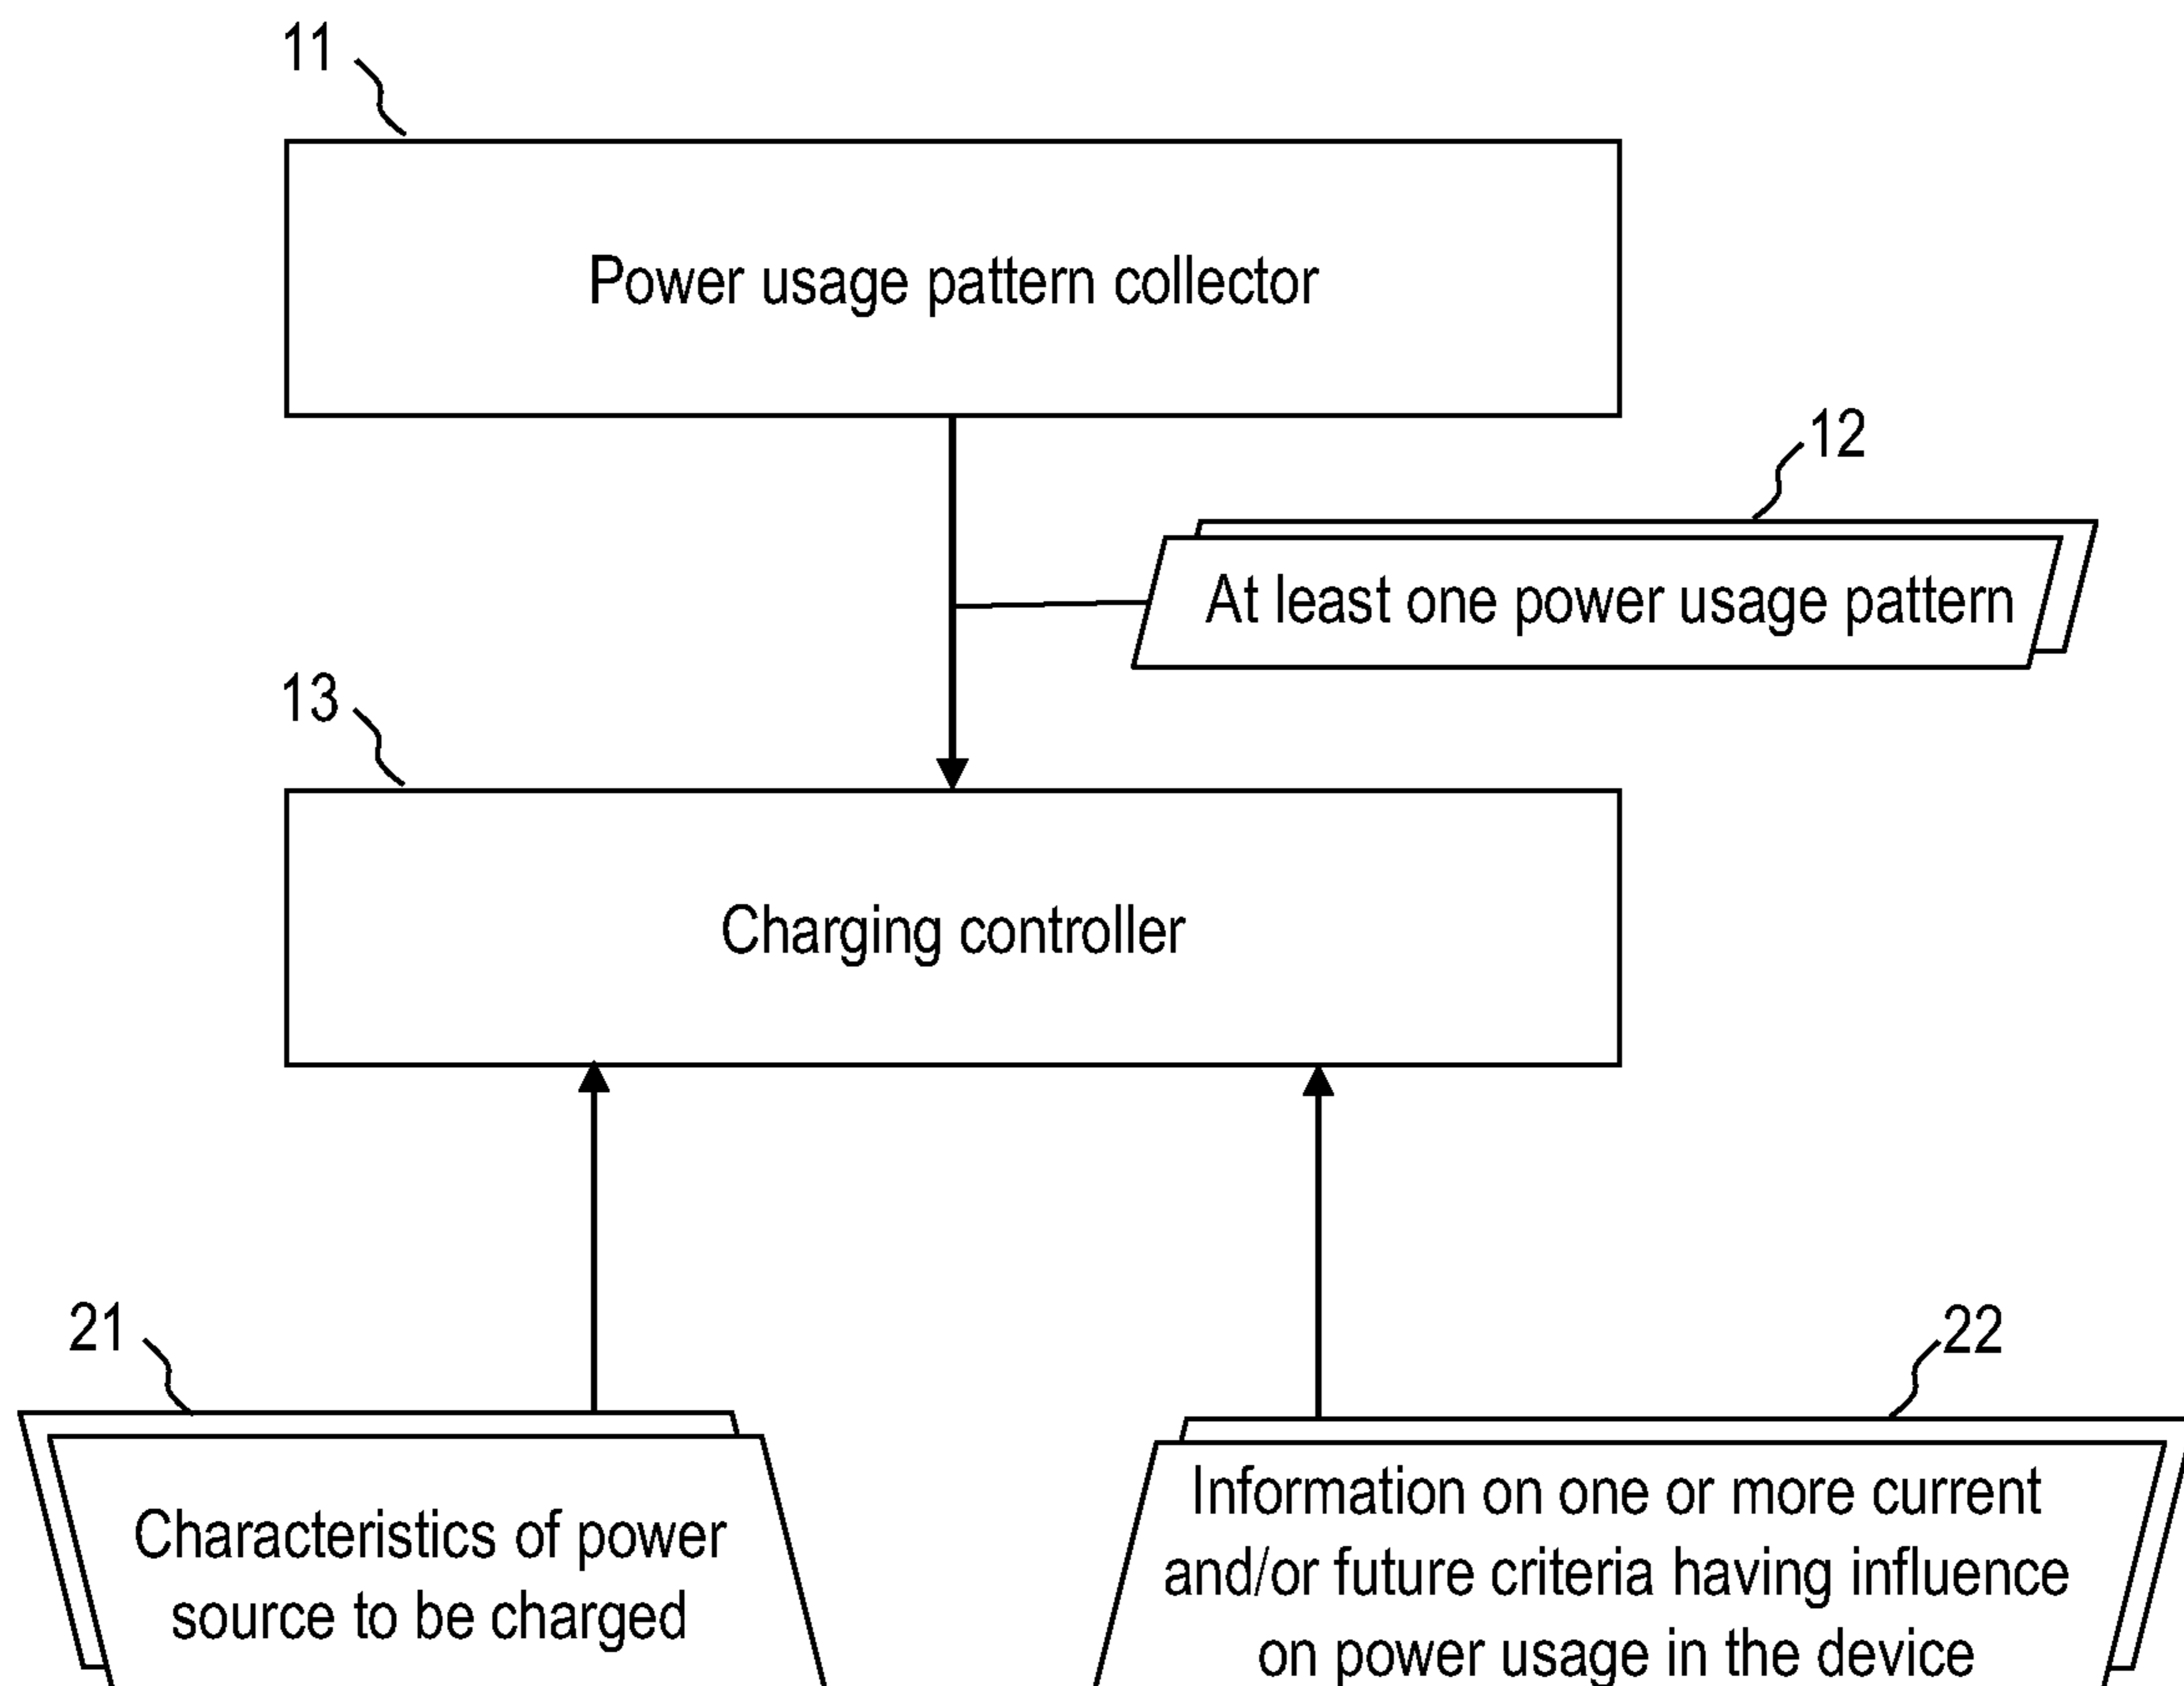 11
Power usage pattern collector
12
At least one power usage pattern
13
Charging controller
21
22
Characteristics of power
source to be charged
Information on one or more current
and/or future criteria having influence
on power usage in the device